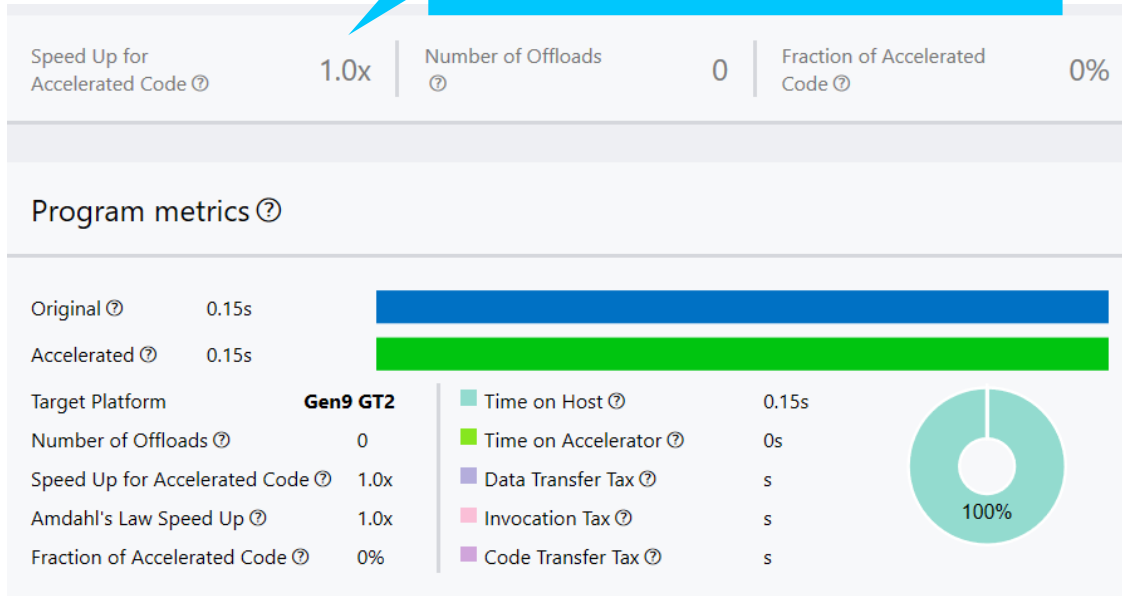 Speed Up for
Accelerated Code ?
1.0x
Number of Offloads
?
0
Fraction of Accelerated
Code ?
0%
Program metrics ?
Original ? 0.15s
Accelerated ? 0.15s
Target Platform Gen9 GT2
Number of Offloads ? 0
Speed Up for Accelerated Code ? 1.0x
Amdahl's Law Speed Up ? 1.0x
Fraction of Accelerated Code ? 0%
Time on Host ? 0.15s
Time on Accelerator ? 0s
Data Transfer Tax ? s
Invocation Tax ? s
Code Transfer Tax ? s
100%